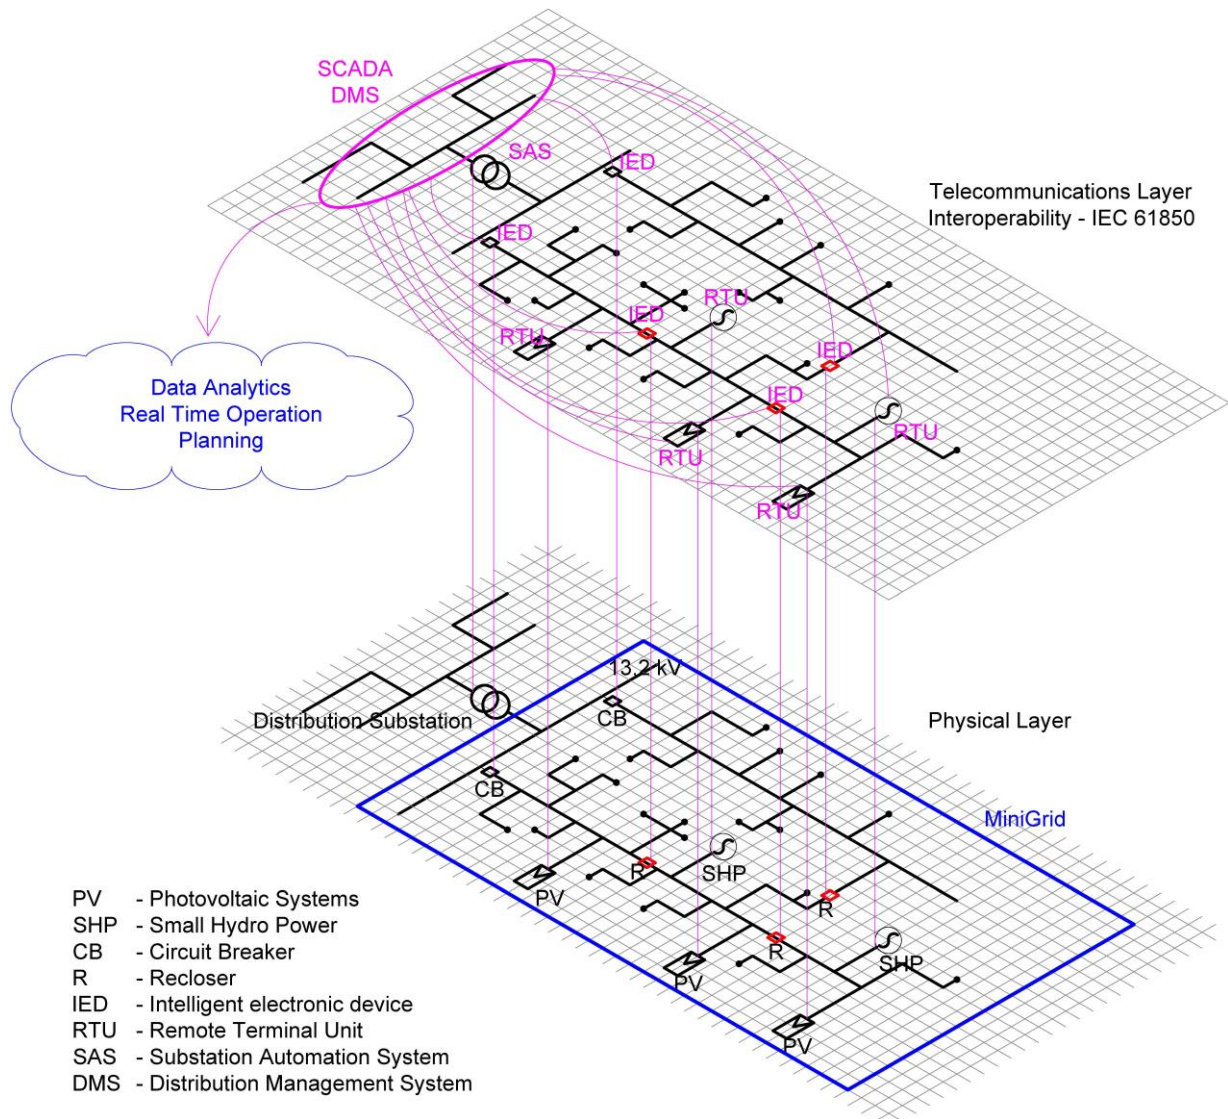 SCADA
DMS
SAS
IED
Telecommunications Layer
Interoperability - IEC 61850
IED
RTU
IED
RTU
IED
IED
RTU
RTU
RTU
Data Analytics
Real Time Operation
Planning
13,2 kV
Distribution Substation
CB
Physical Layer
CB
MiniGrid
R
SHP
PV
R
R
SHP
PV
PV
PV - Photovoltaic Systems
SHP - Small Hydro Power
CB - Circuit Breaker
R - Recloser
IED - Intelligent electronic device
RTU - Remote Terminal Unit
SAS - Substation Automation System
DMS - Distribution Management System